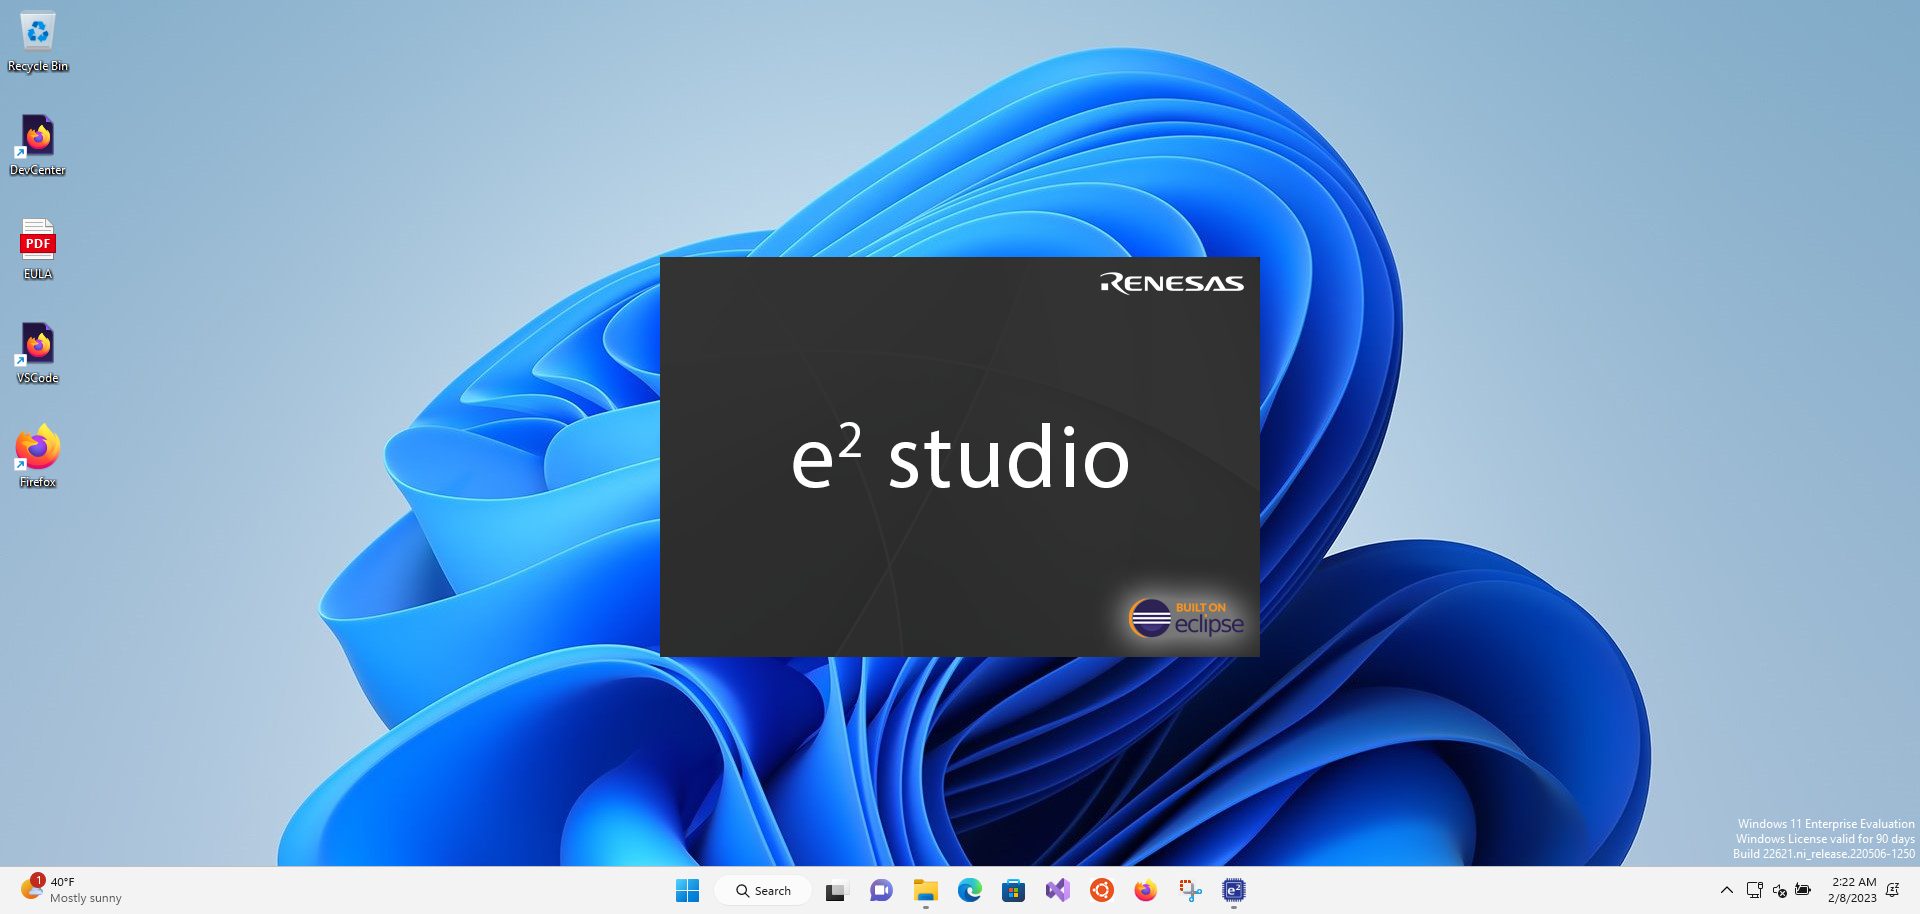 Recycle Bin
DevCenter
PDF
EULA
VSCode
Firefox
RENESAS
e² studio
BUILT ON
eclipse
Windows 11 Enterprise Evaluation
Windows License valid for 90 days
Build 22621.ni_release.220506-1250
1
40°F
Mostly sunny
Search
e²
2:22 AM
2/8/2023